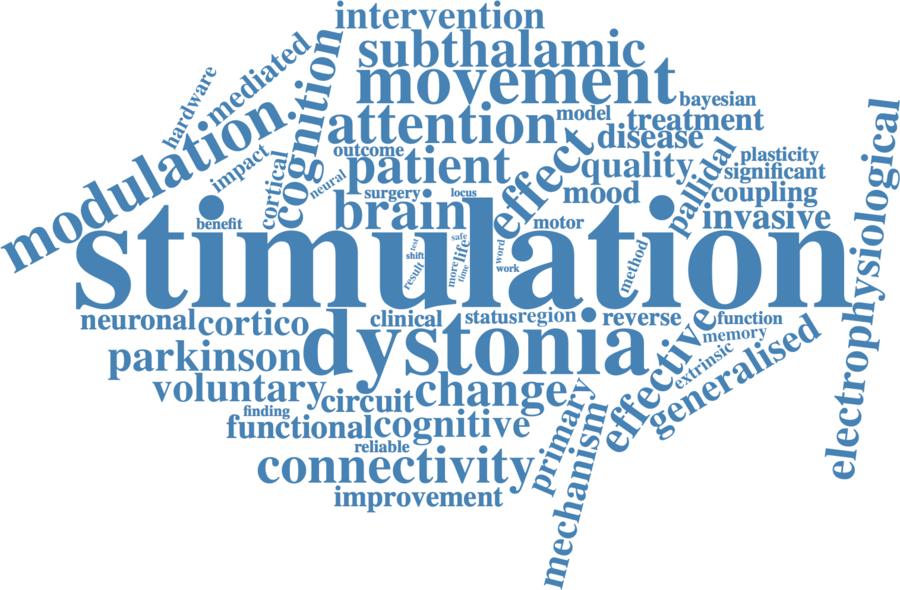 intervention
subthalamic
movement
mediated
hardware
cognition
modulation.
attention
model
bayesian
treatment
disease
outcome
patient
effect
quality
pallidal
plasticity
significant
impact
cortical
neural
surgery
locus
mood
coupling
brain
benefit
motor
invasive
electrophysiological
stimulation
test
shift
result
safe
life
more
time
word
work
method
neuronal
cortico
clinical
status
region
reverse
function
memory
parkinson
dystonia
effective
extrinsic
generalised
voluntary
circuit
change
primary
finding
functional
cognitive
mechanism
reliable
connectivity
improvement